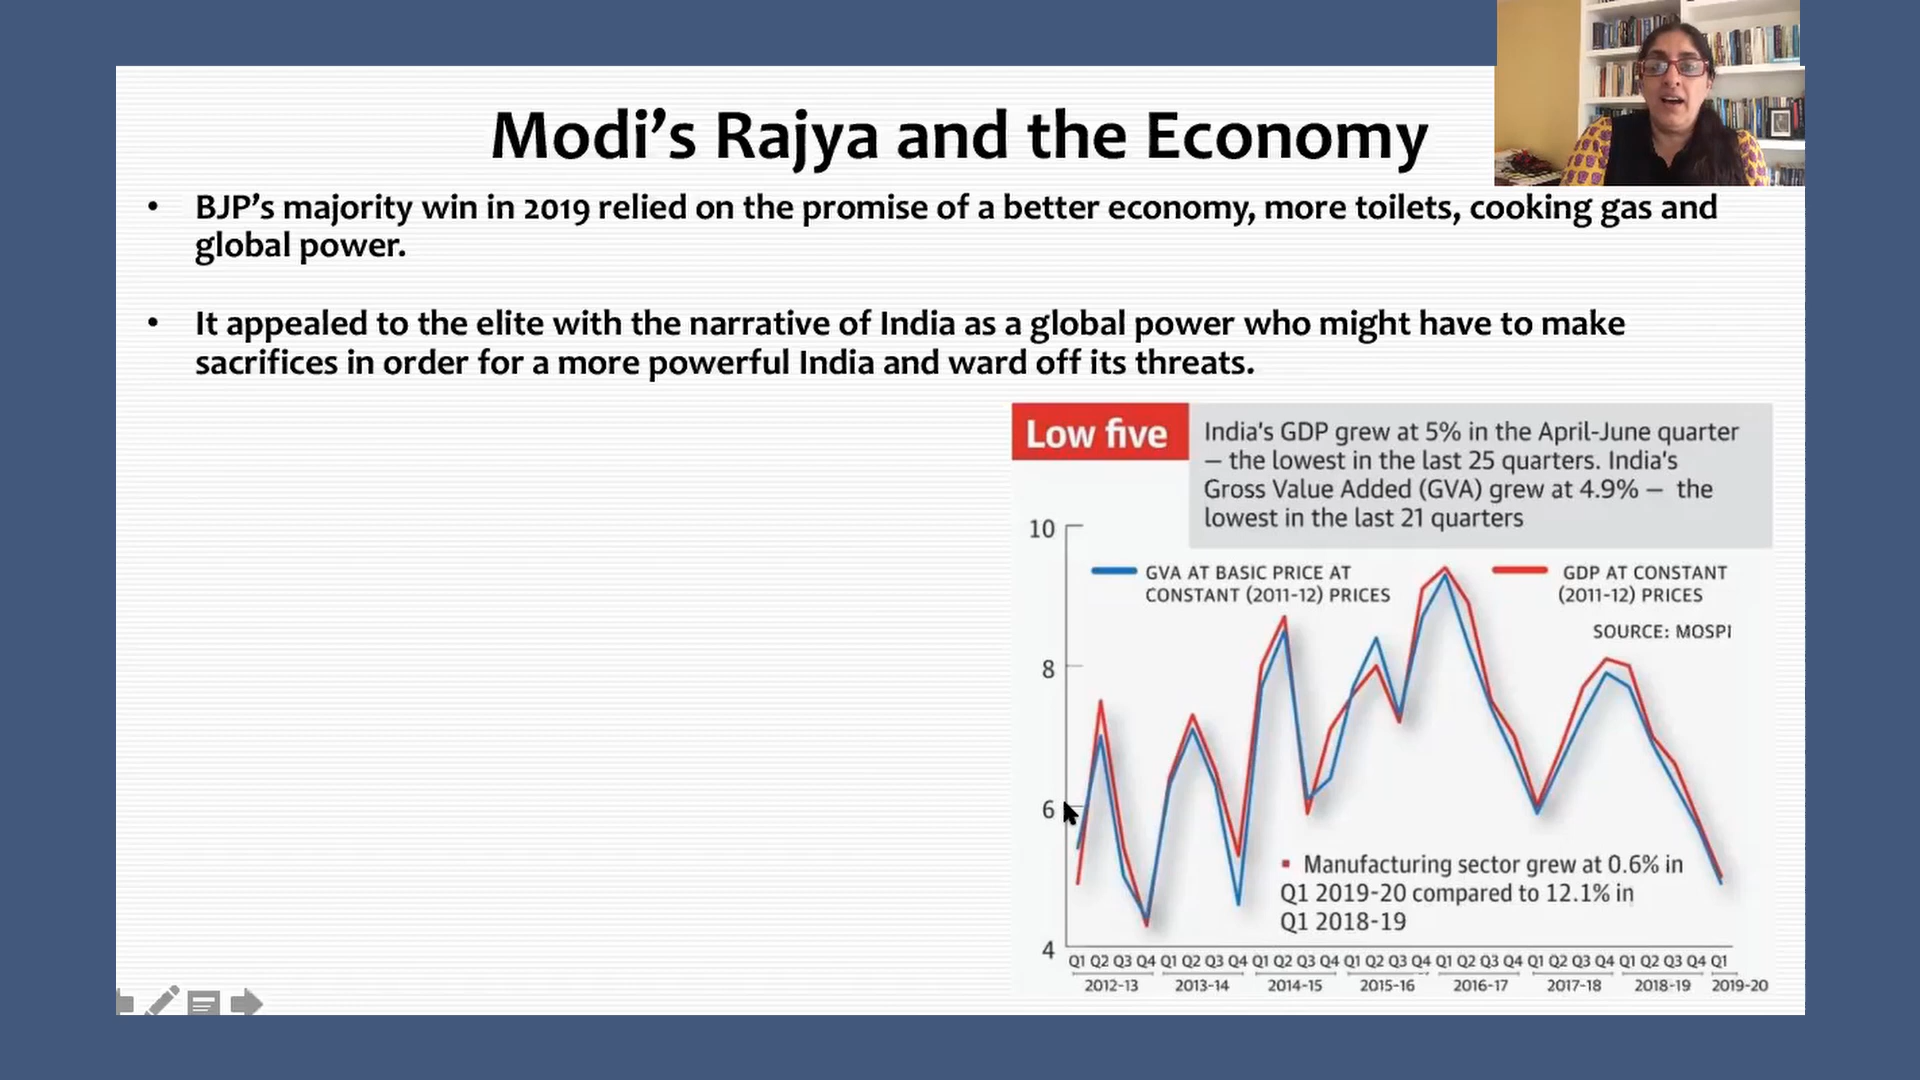 Modi's Rajya and the Economy
• BJP's majority win in 2019 relied on the promise of a better economy, more toilets, cooking gas and
global power.
• It appealed to the elite with the narrative of India as a global power who might have to make
sacrifices in order for a more powerful India and ward off its threats.
Low five
India's GDP grew at 5% in the April-June quarter
– the lowest in the last 25 quarters. India's
Gross Value Added (GVA) grew at 4.9% – the
lowest in the last 21 quarters
10
8
6
4
GVA AT BASIC PRICE AT
CONSTANT (2011-12) PRICES
GDP AT CONSTANT
(2011-12) PRICES
SOURCE: MOSPI
▪ Manufacturing sector grew at 0.6% in
Q1 2019-20 compared to 12.1% in
Q1 2018-19
Q1 Q2 Q3 Q4 Q1 Q2 Q3 Q4 Q1 Q2 Q3 Q4 Q1 Q2 Q3 Q4 Q1 Q2 Q3 Q4 Q1 Q2 Q3 Q4 Q1 Q2 Q3 Q4 Q1
2012-13 2013-14 2014-15 2015-16 2016-17 2017-18 2018-19 2019-20